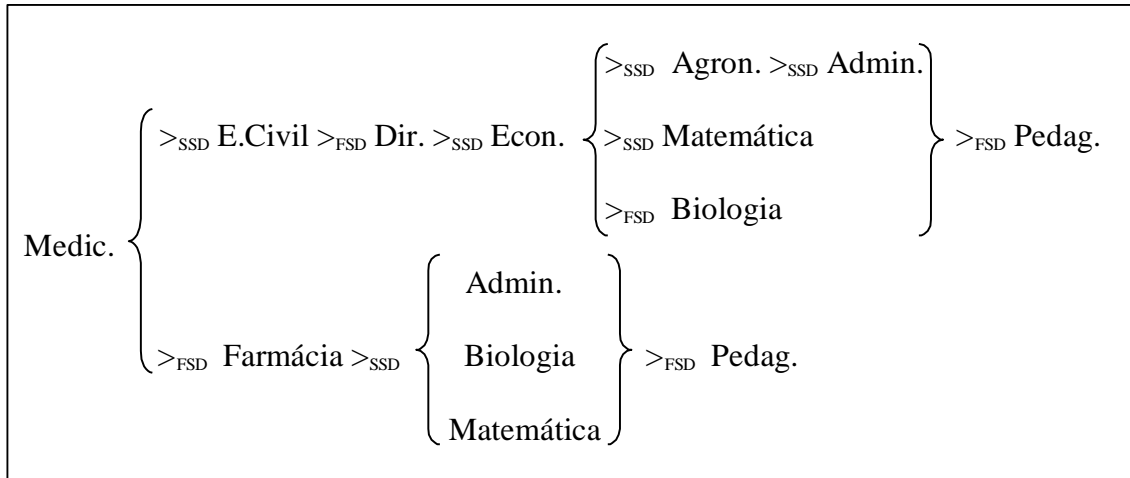 >SSD Agron. >SSD Admin.
>SSD E.Civil >FSD Dir. >SSD Econ. >SSD Matemática >FSD Pedag.
>FSD Biologia
Medic.
Admin.
>FSD Farmácia >SSD Biologia >FSD Pedag.
Matemática